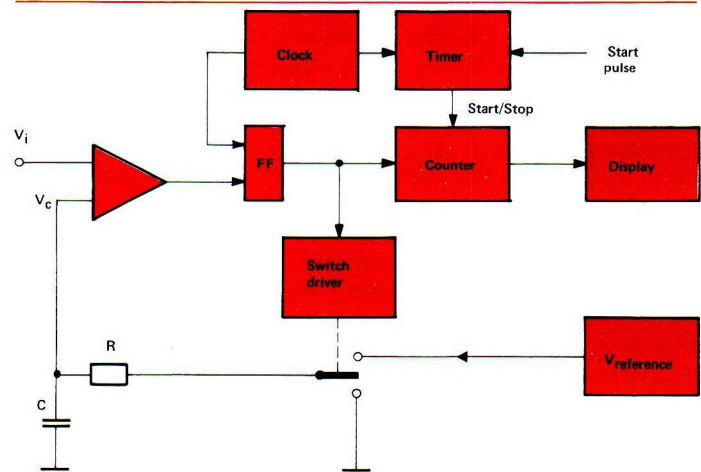 Clock
Timer
Start
pulse
Start/Stop
Vi
FF
Counter
Display
Vc
Switch
driver
R
Vreference
C